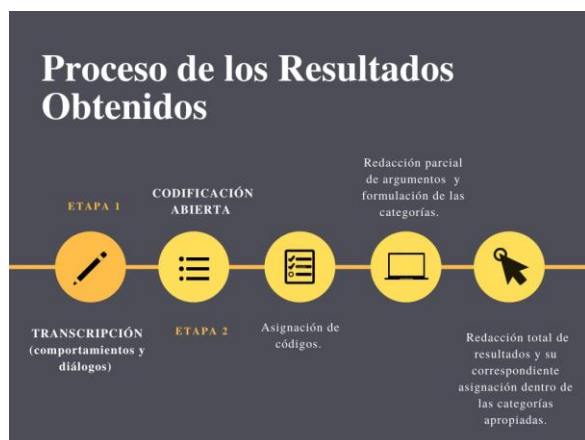 Proceso de los Resultados
Obtenidos
ETAPA 1
TRANSCRIPCIÓN
(comportamientos y
diálogos)
CODIFICACIÓN
ABIERTA
ETAPA 2
Asignación de
códigos.
Redacción parcial
de argumentos y
formulación de las
categorías.
Redacción total de
resultados y su
correspondiente
asignación dentro de
las categorías
apropiadas.